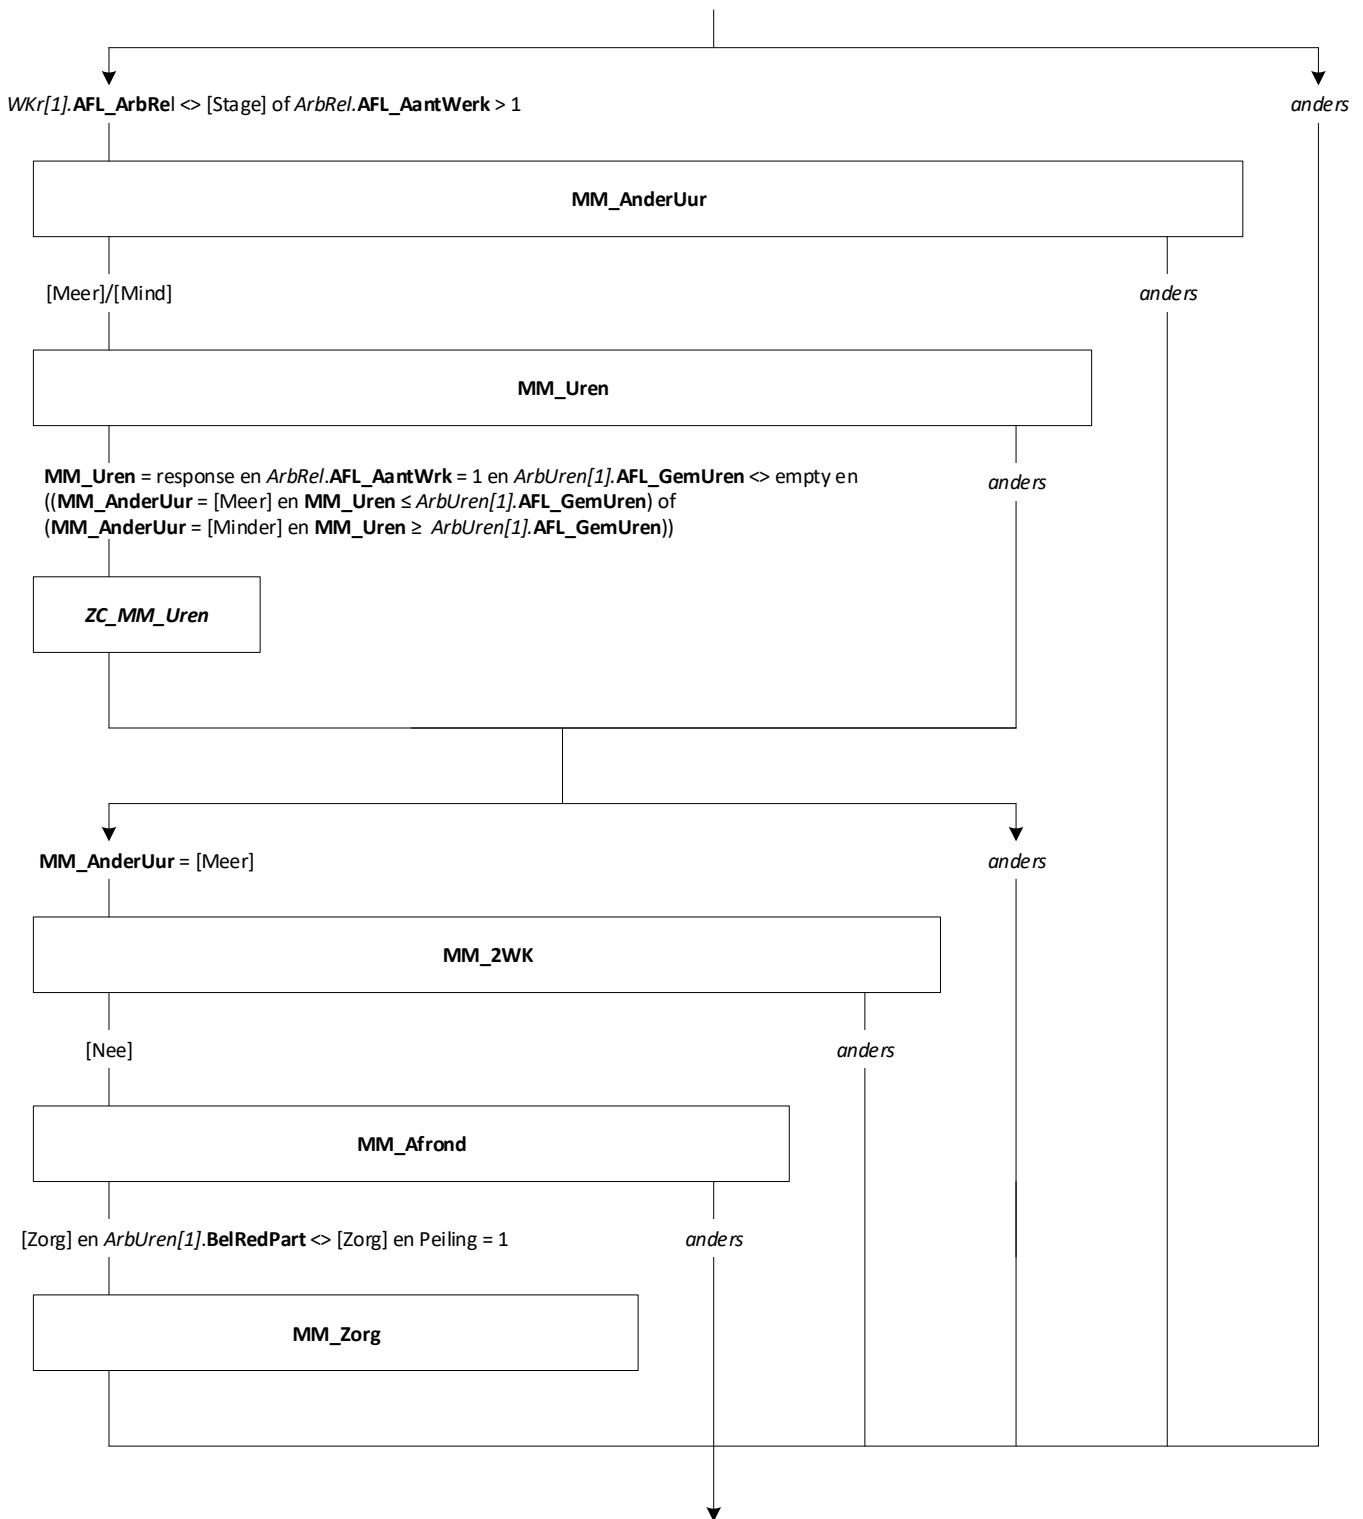 WKr[1].AFL_ArbRel <> [Stage] of ArbRel.AFL_AantWerk > 1
anders
MM_AnderUur
[Meer]/[Mind]
anders
MM_Uren
MM_Uren = response en ArbRel.AFL_AantWrk = 1 en ArbUren[1].AFL_GemUren <> empty en
((MM_AnderUur = [Meer] en MM_Uren ≤ ArbUren[1].AFL_GemUren) of
(MM_AnderUur = [Minder] en MM_Uren ≥ ArbUren[1].AFL_GemUren))
anders
ZC_MM_Uren
MM_AnderUur = [Meer]
anders
MM_2WK
[Nee]
anders
MM_Afrond
[Zorg] en ArbUren[1].BelRedPart <> [Zorg] en Peiling = 1
anders
MM_Zorg